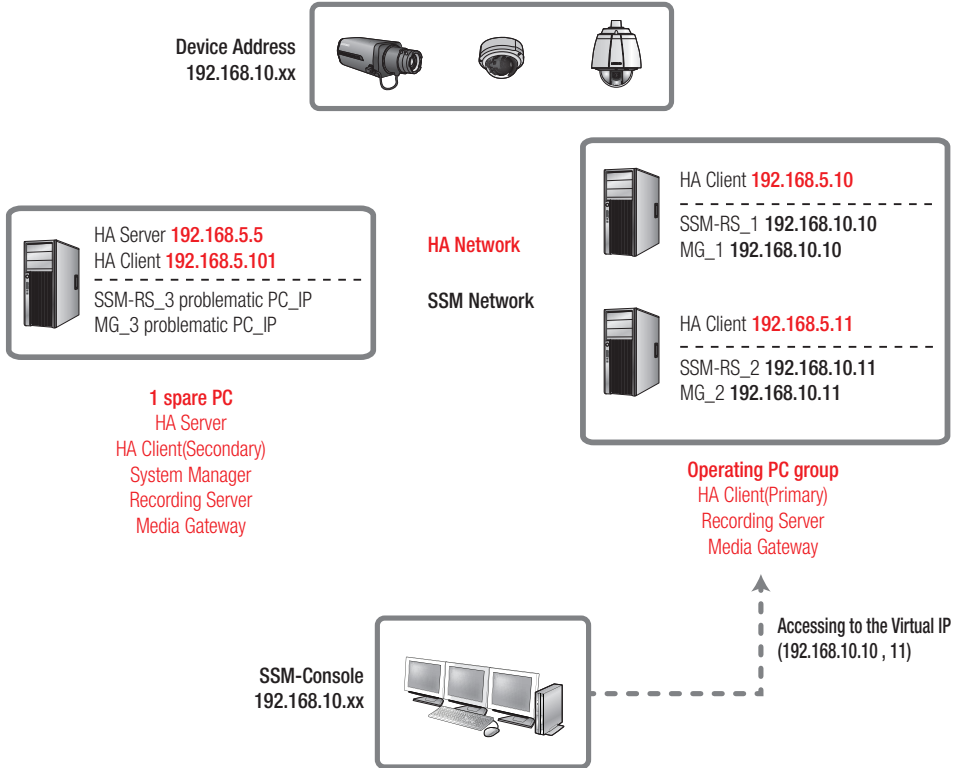 Device Address
192.168.10.xx
HA Server 192.168.5.5
HA Client 192.168.5.101
SSM-RS_3 problematic PC_IP
MG_3 problematic PC_IP
1 spare PC
HA Server
HA Client(Secondary)
System Manager
Recording Server
Media Gateway
HA Network
SSM Network
HA Client 192.168.5.10
SSM-RS_1 192.168.10.10
MG_1 192.168.10.10
HA Client 192.168.5.11
SSM-RS_2 192.168.10.11
MG_2 192.168.10.11
Operating PC group
HA Client(Primary)
Recording Server
Media Gateway
Accessing to the Virtual IP
(192.168.10.10 , 11)
SSM-Console
192.168.10.xx